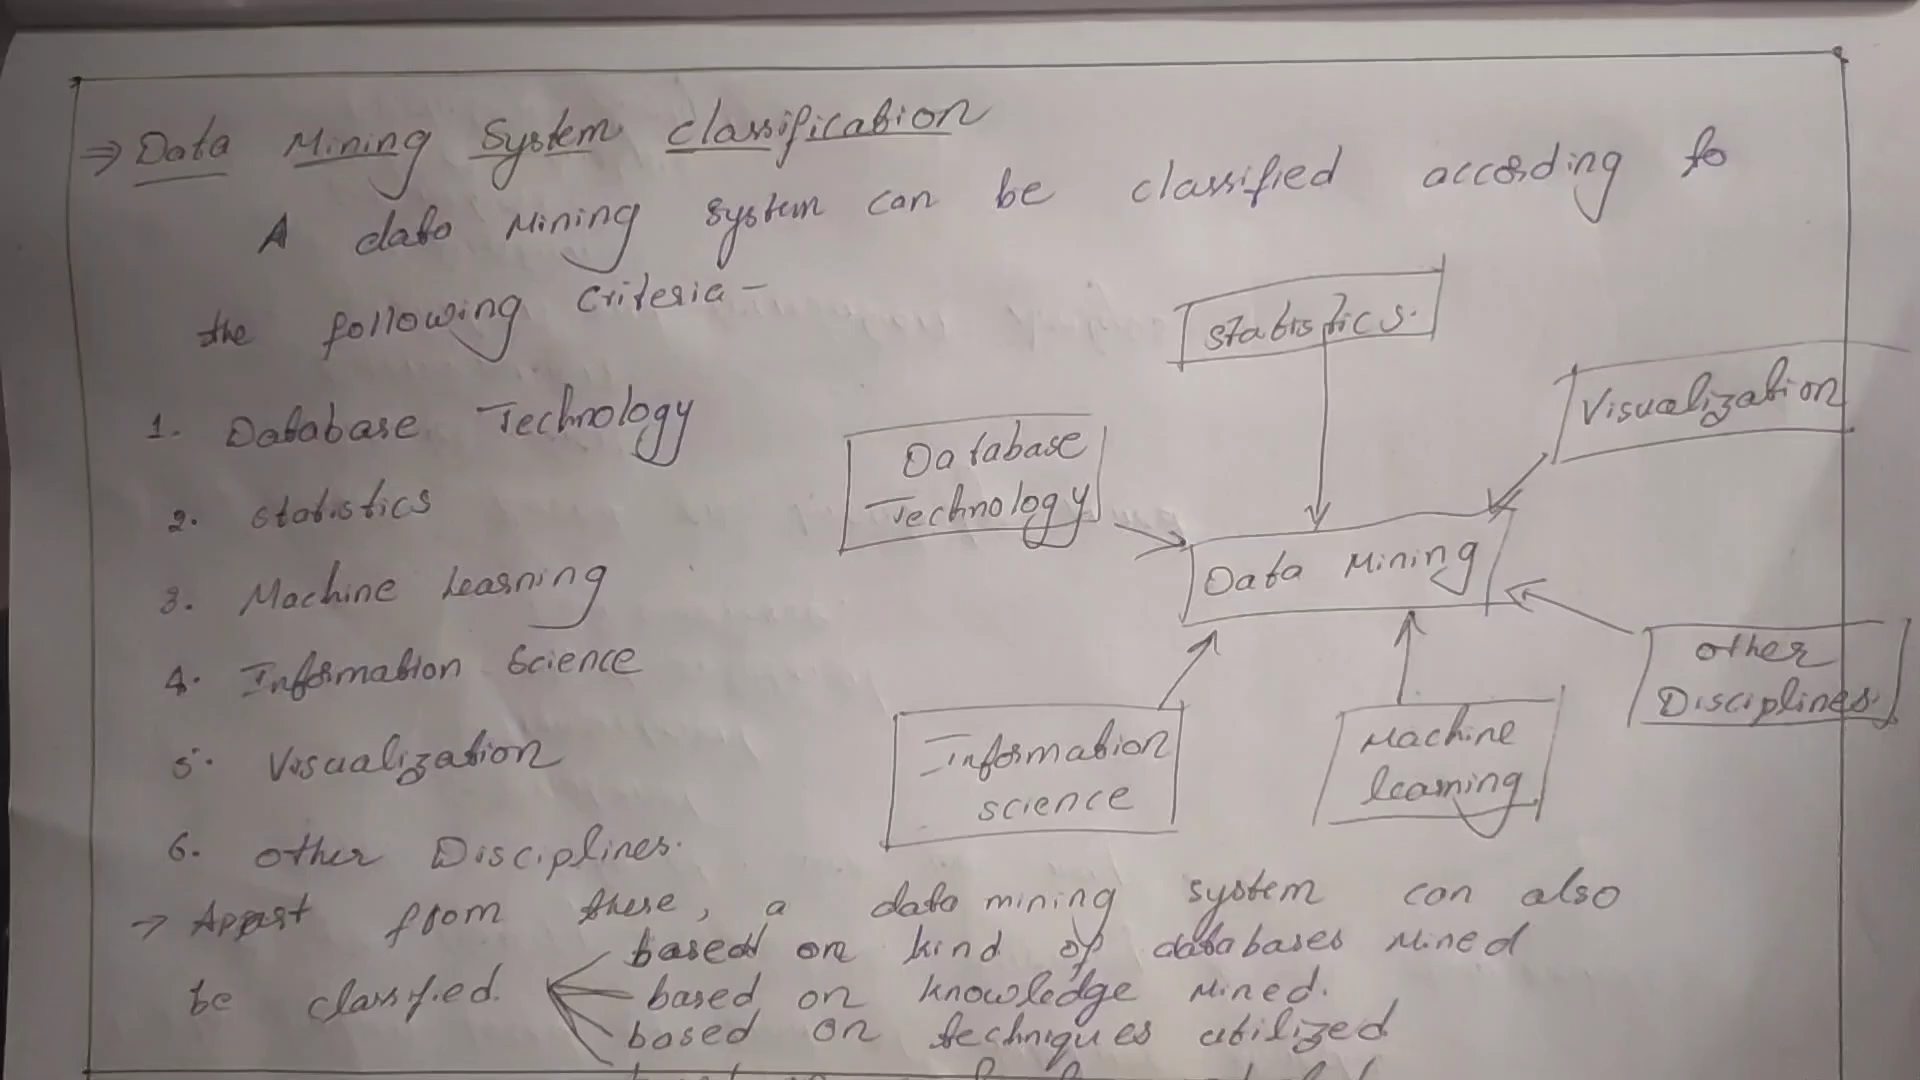 ⇒ Data Mining System Classification
A data Mining system can be classified according to
the following Criteria -
1. Database Technology
2. Statistics
3. Machine Learning
4. Information Science
5. Visualization
6. Other Disciplines.
Statistics.
Visualization
Database
Technology
Data Mining
Other
Disciplines.
Information
science
Machine
learning
→ Appart from these, a data mining system can also
be classified.
based on kind of databases Mined
based on knowledge Mined.
based on techniques utilized